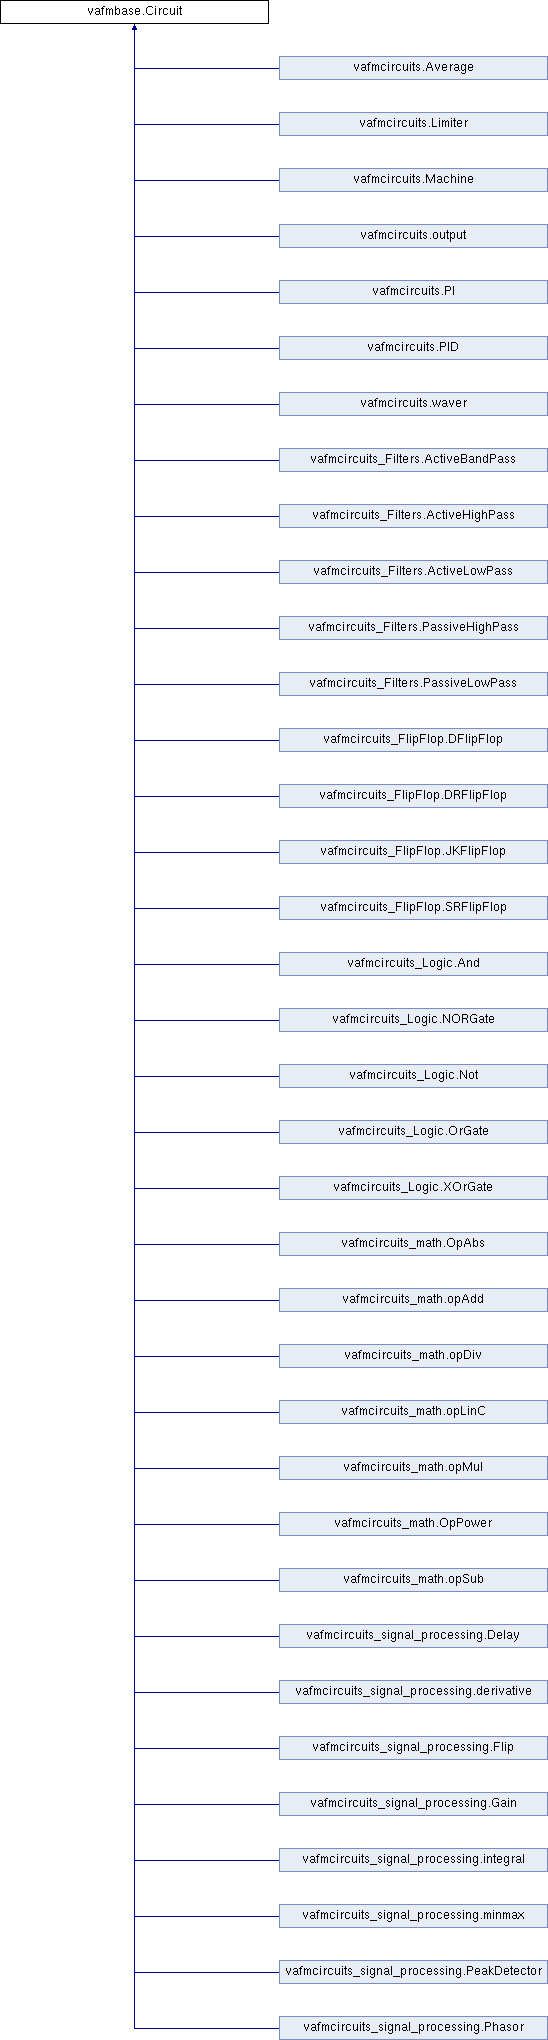 vafmbase.Circuit
vafmcircuits.Average
vafmcircuits.Limiter
vafmcircuits.Machine
vafmcircuits.output
vafmcircuits.PI
vafmcircuits.PID
vafmcircuits.waver
vafmcircuits_Filters.ActiveBandPass
vafmcircuits_Filters.ActiveHighPass
vafmcircuits_Filters.ActiveLowPass
vafmcircuits_Filters.PassiveHighPass
vafmcircuits_Filters.PassiveLowPass
vafmcircuits_FlipFlop.DFlipFlop
vafmcircuits_FlipFlop.DRFlipFlop
vafmcircuits_FlipFlop.JKFlipFlop
vafmcircuits_FlipFlop.SRFlipFlop
vafmcircuits_Logic.And
vafmcircuits_Logic.NORGate
vafmcircuits_Logic.Not
vafmcircuits_Logic.OrGate
vafmcircuits_Logic.XOrGate
vafmcircuits_math.OpAbs
vafmcircuits_math.opAdd
vafmcircuits_math.opDiv
vafmcircuits_math.opLinC
vafmcircuits_math.opMul
vafmcircuits_math.OpPower
vafmcircuits_math.opSub
vafmcircuits_signal_processing.Delay
vafmcircuits_signal_processing.derivative
vafmcircuits_signal_processing.Flip
vafmcircuits_signal_processing.Gain
vafmcircuits_signal_processing.integral
vafmcircuits_signal_processing.minmax
vafmcircuits_signal_processing.PeakDetector
vafmcircuits_signal_processing.Phasor